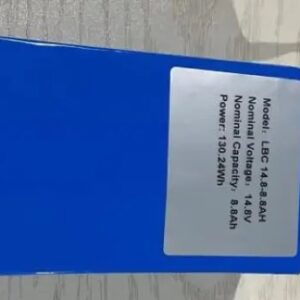 Model： LBC 14.8-8.8AH
Nominal Voltage： 14.8V
Nominal Capacity： 8.8Ah
Power: 130.24Wh